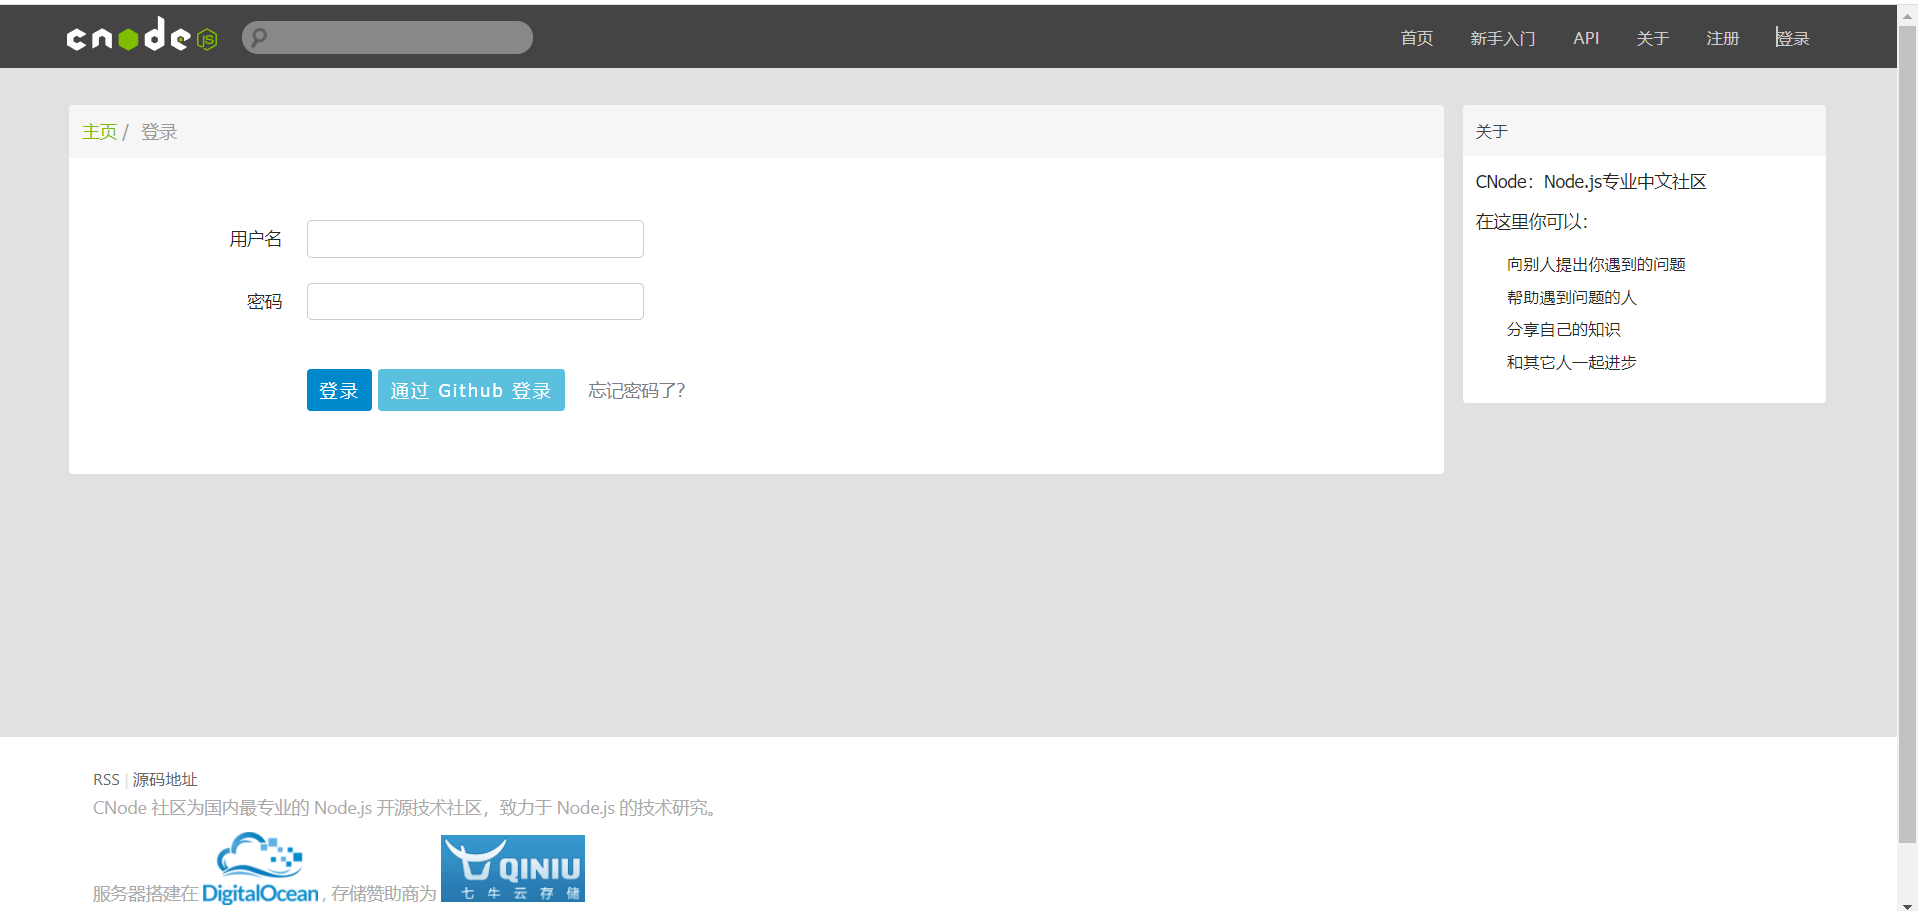 cnode JS
首页 新手入门 API 关于 注册 登录
主页 / 登录
用户名
密码
登录 通过 Github 登录 忘记密码了?
关于
CNode：Node.js专业中文社区
在这里你可以：
向别人提出你遇到的问题
帮助遇到问题的人
分享自己的知识
和其它人一起进步
RSS | 源码地址
CNode 社区为国内最专业的 Node.js 开源技术社区，致力于 Node.js 的技术研究。
服务器搭建在 DigitalOcean , 存储赞助商为 QINIU 七牛云存储